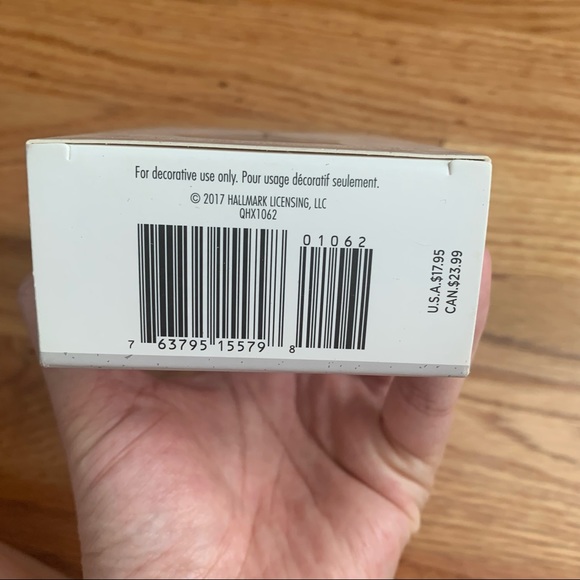 For decorative use only. Pour usage décoratif seulement.
© 2017 HALLMARK LICENSING, LLC
QHX1062
01062
7 63795 15579 8
U.S.A.$17.95
CAN.$23.99